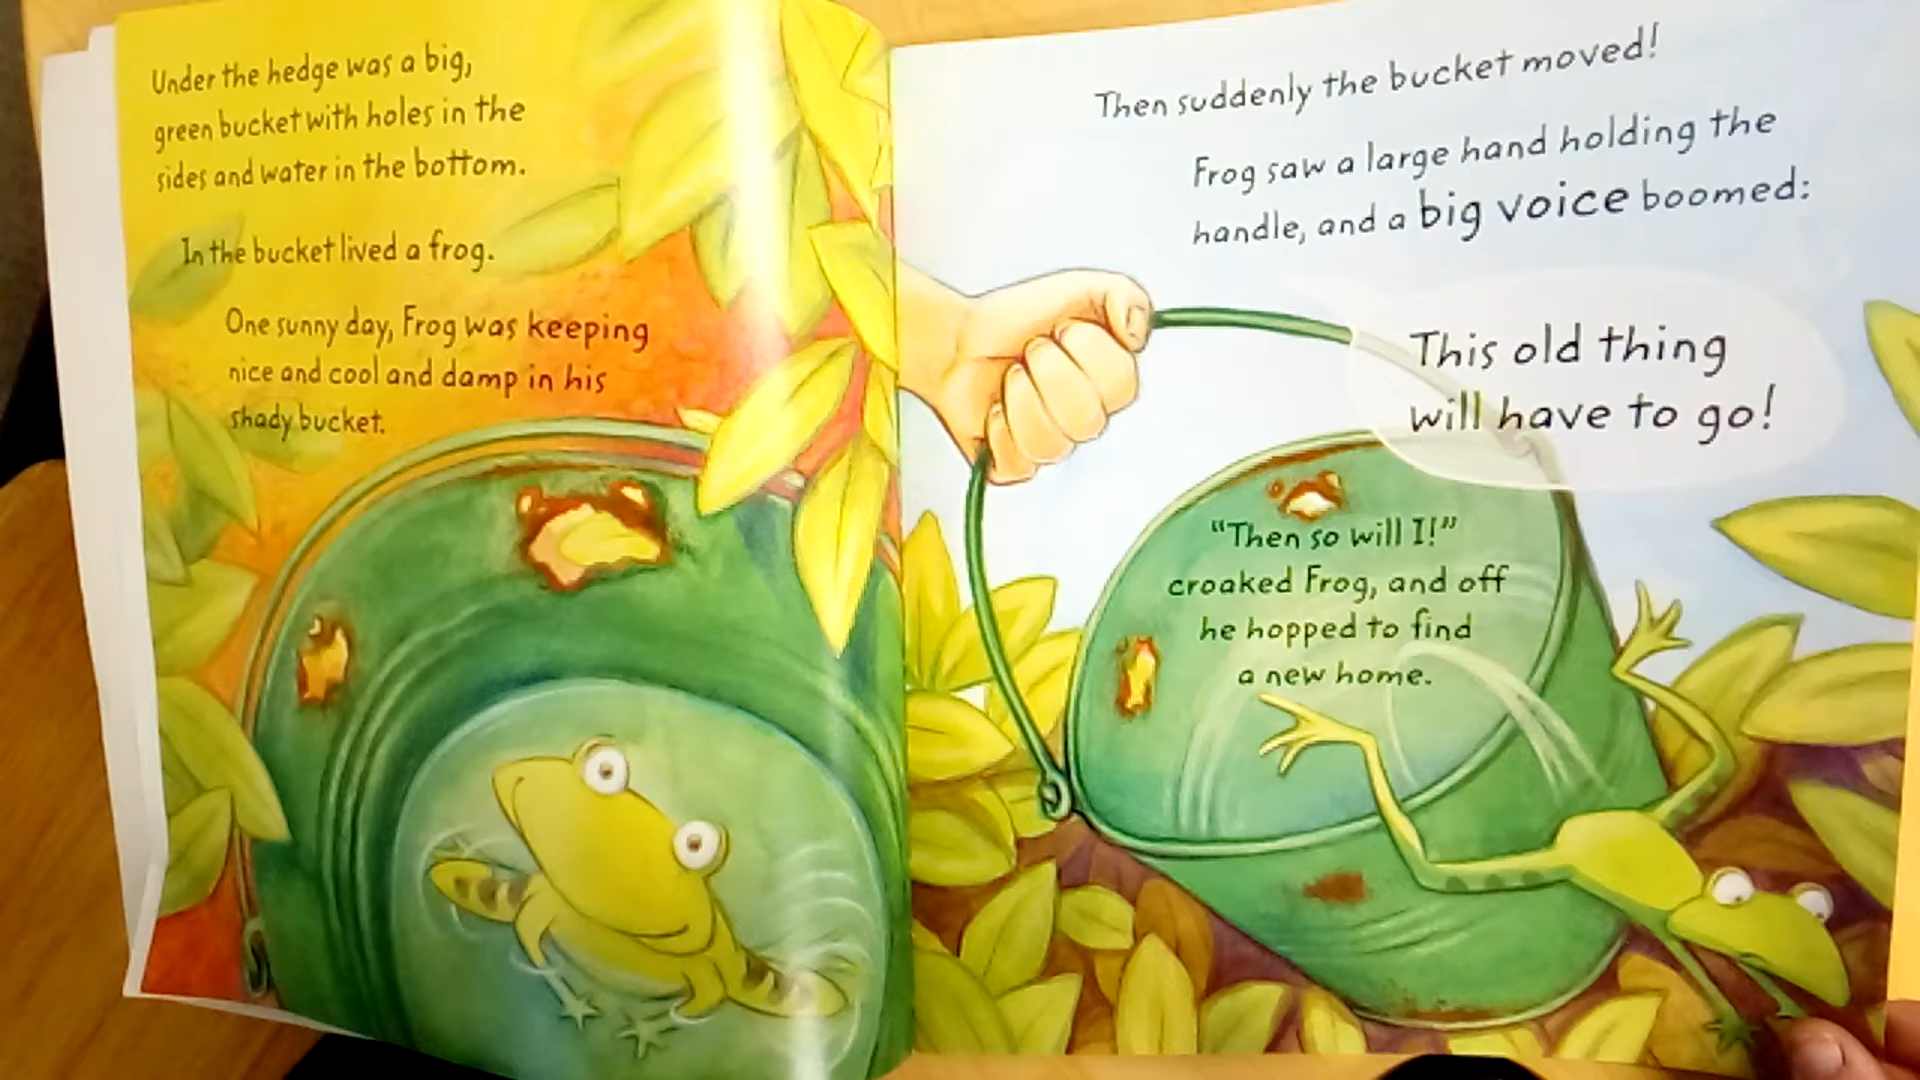 Under the hedge was a big,
green bucket with holes in the
sides and water in the bottom.
In the bucket lived a frog.
One sunny day, Frog was keeping
nice and cool and damp in his
shady bucket.
Then suddenly the bucket moved!
Frog saw a large hand holding the
handle, and a big voice boomed:
This old thing
will have to go!
“Then so will I!”
croaked Frog, and off
he hopped to find
a new home.